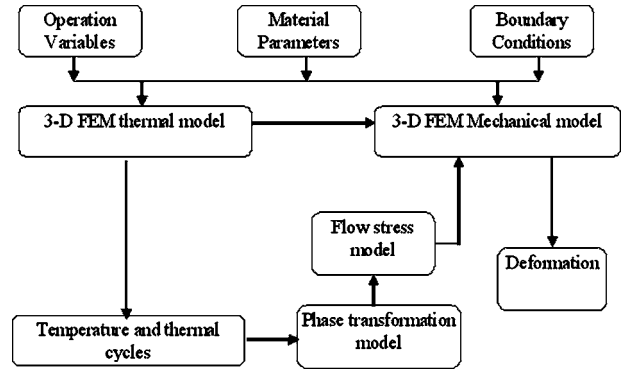 Operation
Variables
Material
Parameters
Boundary
Conditions
3-D FEM thermal model
3-D FEM Mechanical model
Flow stress
model
Deformation
Temperature and thermal
cycles
Phase transformation
model